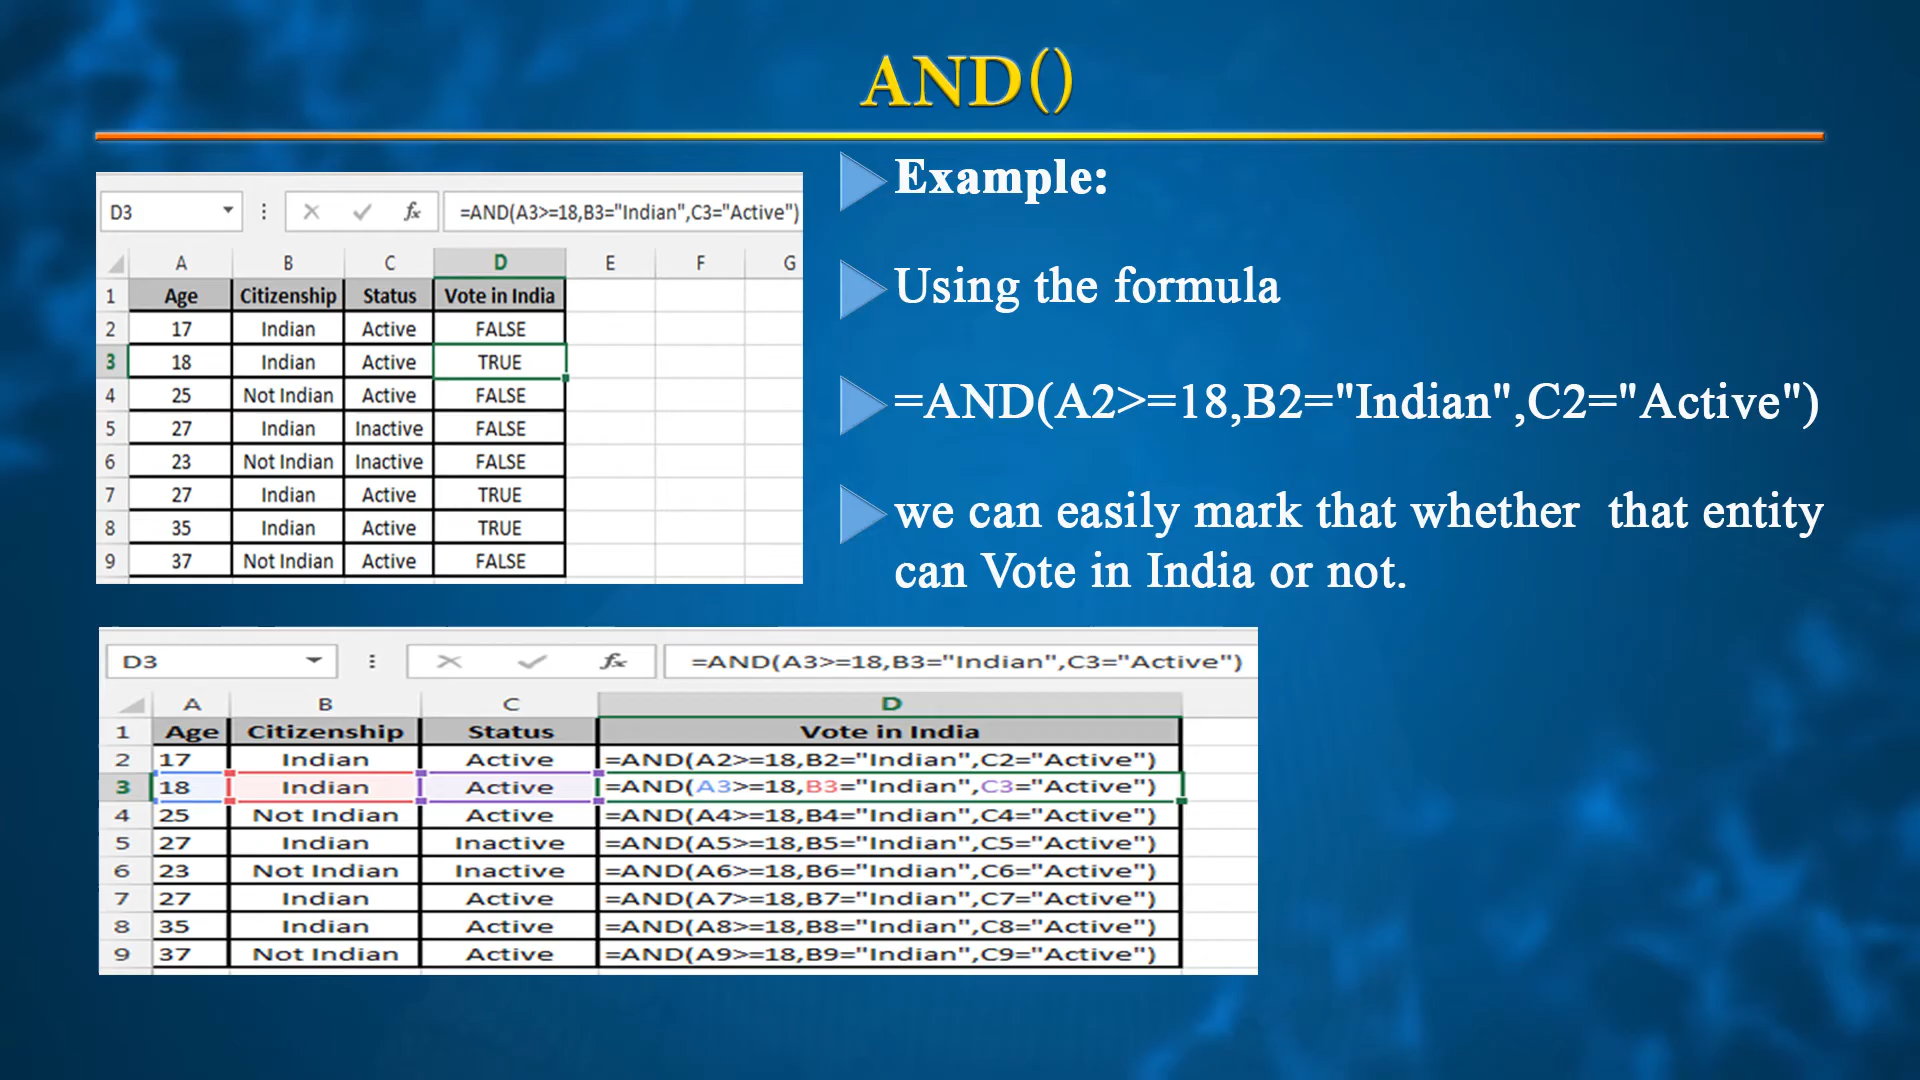 AND()
D3 =AND(A3>=18,B3="Indian",C3="Active")
A B C D E F G
1 Age Citizenship Status Vote in India
2 17 Indian Active FALSE
3 18 Indian Active TRUE
4 25 Not Indian Active FALSE
5 27 Indian Inactive FALSE
6 23 Not Indian Inactive FALSE
7 27 Indian Active TRUE
8 35 Indian Active TRUE
9 37 Not Indian Active FALSE
Example:
Using the formula
=AND(A2>=18,B2="Indian",C2="Active")
we can easily mark that whether that entity
can Vote in India or not.
D3 fx =AND(A3>=18,B3="Indian",C3="Active")
A B C D
1 Age Citizenship Status Vote in India
2 17 Indian Active =AND(A2>=18,B2="Indian",C2="Active")
3 18 Indian Active =AND(A3>=18,B3="Indian",C3="Active")
4 25 Not Indian Active =AND(A4>=18,B4="Indian",C4="Active")
5 27 Indian Inactive =AND(A5>=18,B5="Indian",C5="Active")
6 23 Not Indian Inactive =AND(A6>=18,B6="Indian",C6="Active")
7 27 Indian Active =AND(A7>=18,B7="Indian",C7="Active")
8 35 Indian Active =AND(A8>=18,B8="Indian",C8="Active")
9 37 Not Indian Active =AND(A9>=18,B9="Indian",C9="Active")